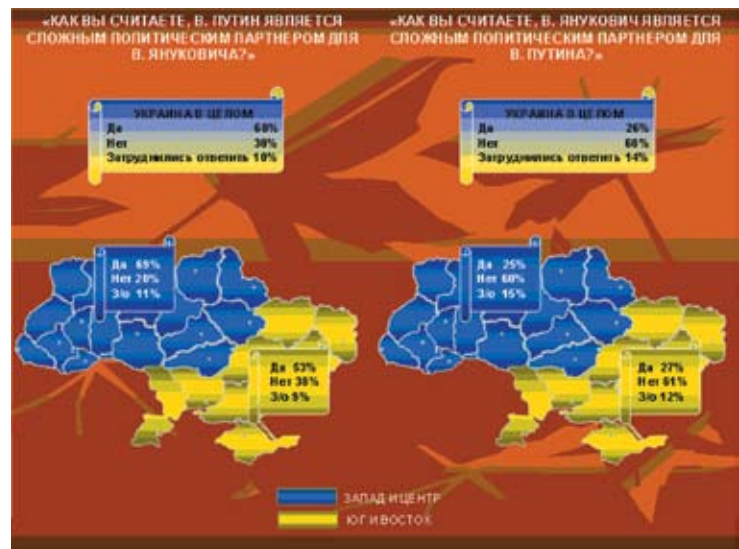 «КАК ВЫ СЧИТАЕТЕ, В. ПУТИН ЯВЛЯЕТСЯ
СЛОЖНЫМ ПОЛИТИЧЕСКИМ ПАРТНЕРОМ ДЛЯ
В. ЯНУКОВИЧА?»
УКРАИНА В ЦЕЛОМ
Да 60%
Нет 30%
Затруднились ответить 10%
Да 69%
Нет 20%
З/о 11%
Да 53%
Нет 38%
З/о 9%
«КАК ВЫ СЧИТАЕТЕ, В. ЯНУКОВИЧ ЯВЛЯЕТСЯ
СЛОЖНЫМ ПОЛИТИЧЕСКИМ ПАРТНЕРОМ ДЛЯ
В. ПУТИНА?»
УКРАИНА В ЦЕЛОМ
Да 26%
Нет 60%
Затруднились ответить 14%
Да 25%
Нет 60%
З/о 15%
Да 27%
Нет 61%
З/о 12%
ЗАПАД И ЦЕНТР
ЮГ И ВОСТОК